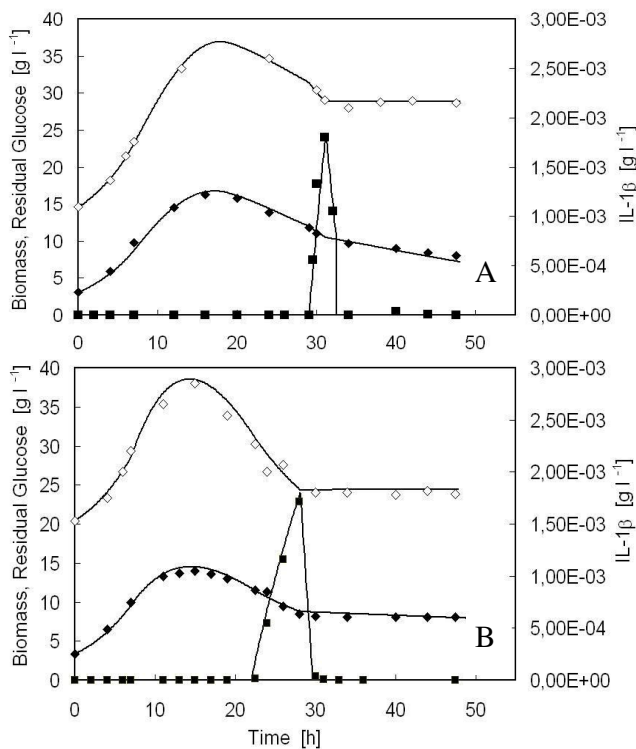 40
35
30
25
20
15
10
5
0
Biomass, Residual Glucose [g l⁻¹]
3,00E-03
2,50E-03
2,00E-03
1,50E-03
1,00E-03
5,00E-04
0,00E+00
IL-1β [g l⁻¹]
A
0 10 20 30 40 50
40
35
30
25
20
15
10
5
0
Biomass, Residual Glucose [g l⁻¹]
3,00E-03
2,50E-03
2,00E-03
1,50E-03
1,00E-03
5,00E-04
0,00E+00
IL-1β [g l⁻¹]
B
0 10 20 30 40 50
Time [h]